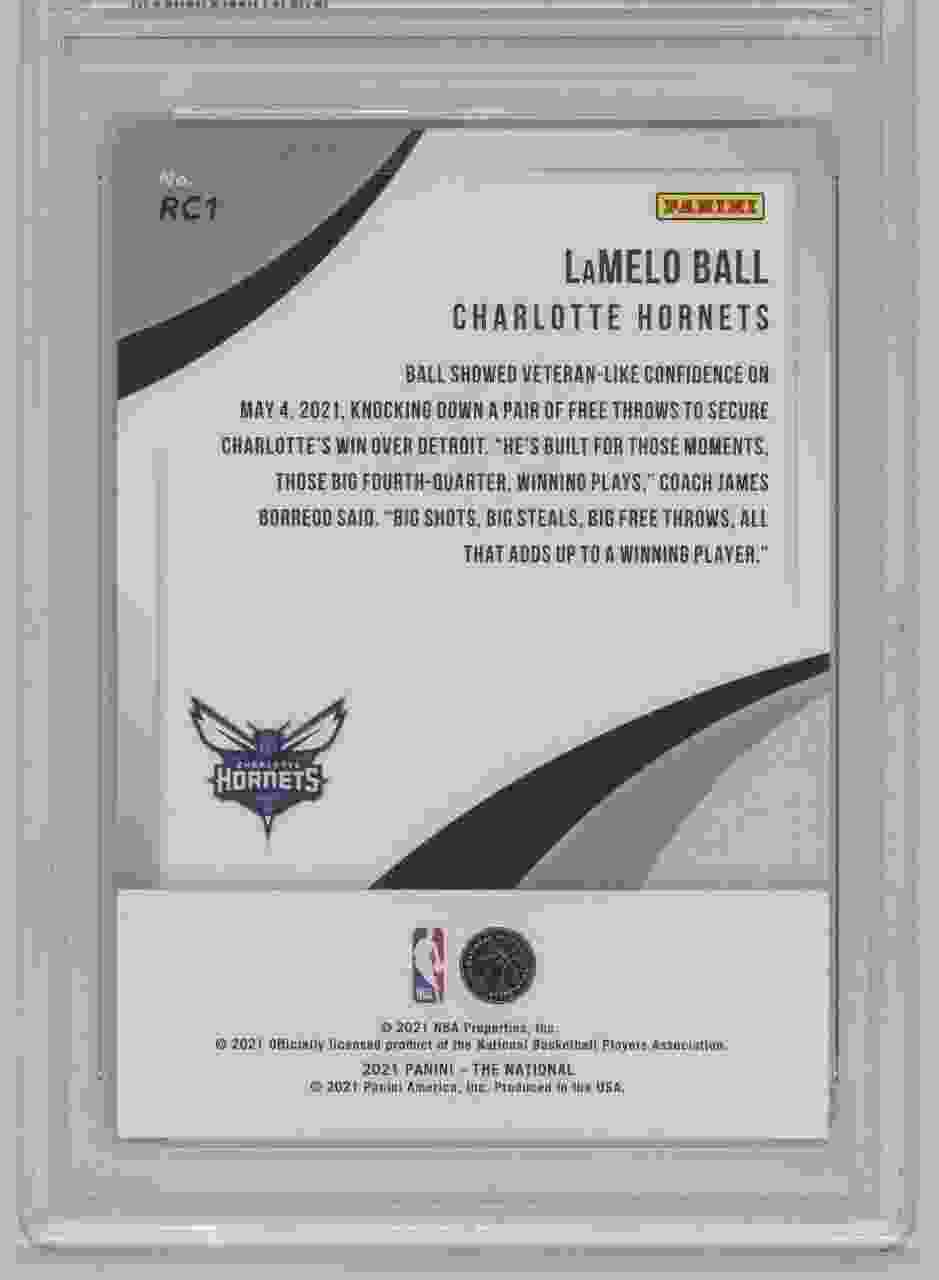 No.
RC1
PANINI
LaMELO BALL
CHARLOTTE HORNETS
BALL SHOWED VETERAN-LIKE CONFIDENCE ON
MAY 4, 2021, KNOCKING DOWN A PAIR OF FREE THROWS TO SECURE
CHARLOTTE'S WIN OVER DETROIT. "HE'S BUILT FOR THOSE MOMENTS,
THOSE BIG FOURTH-QUARTER, WINNING PLAYS," COACH JAMES
BORREGO SAID. "BIG SHOTS, BIG STEALS, BIG FREE THROWS, ALL
THAT ADDS UP TO A WINNING PLAYER."
CHARLOTTE
HORNETS
© 2021 NBA Properties, Inc.
© 2021 Officially licensed product of the National Basketball Players Association.
2021 PANINI – THE NATIONAL
© 2021 Panini America, Inc. Produced in the USA.